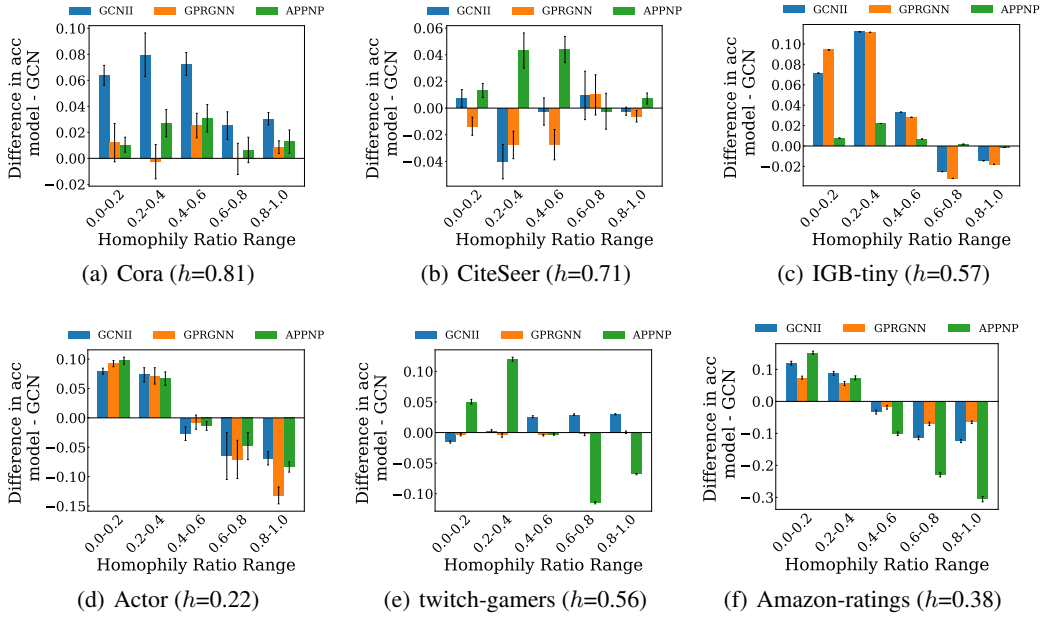 GCNII GPRGNN APPNP
Difference in acc
model - GCN
0.10
0.08
0.06
0.04
0.02
0.00
−0.02
0.0-0.2
0.2-0.4
0.4-0.6
0.6-0.8
0.8-1.0
Homophily Ratio Range
(a) Cora (h=0.81)
GCNII GPRGNN APPNP
Difference in acc
model - GCN
0.06
0.04
0.02
0.00
−0.02
−0.04
0.0-0.2
0.2-0.4
0.4-0.6
0.6-0.8
0.8-1.0
Homophily Ratio Range
(b) CiteSeer (h=0.71)
GCNII GPRGNN APPNP
Difference in acc
model - GCN
0.10
0.08
0.06
0.04
0.02
0.00
−0.02
0.0-0.2
0.2-0.4
0.4-0.6
0.6-0.8
0.8-1.0
Homophily Ratio Range
(c) IGB-tiny (h=0.57)
GCNII GPRGNN APPNP
Difference in acc
model - GCN
0.10
0.05
0.00
−0.05
−0.10
−0.15
0.0-0.2
0.2-0.4
0.4-0.6
0.6-0.8
0.8-1.0
Homophily Ratio Range
(d) Actor (h=0.22)
GCNII GPRGNN APPNP
Difference in acc
model - GCN
0.10
0.05
0.00
−0.05
−0.10
0.0-0.2
0.2-0.4
0.4-0.6
0.6-0.8
0.8-1.0
Homophily Ratio Range
(e) twitch-gamers (h=0.56)
GCNII GPRGNN APPNP
Difference in acc
model - GCN
0.1
0.0
−0.1
−0.2
−0.3
0.0-0.2
0.2-0.4
0.4-0.6
0.6-0.8
0.8-1.0
Homophily Ratio Range
(f) Amazon-ratings (h=0.38)